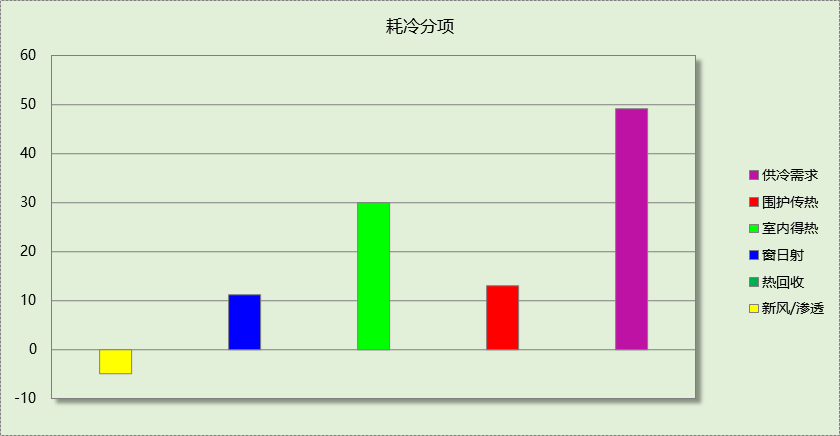 耗冷分项
60
50
40
30
20
10
0
-10
供冷需求
围护传热
室内得热
窗日射
热回收
新风/渗透